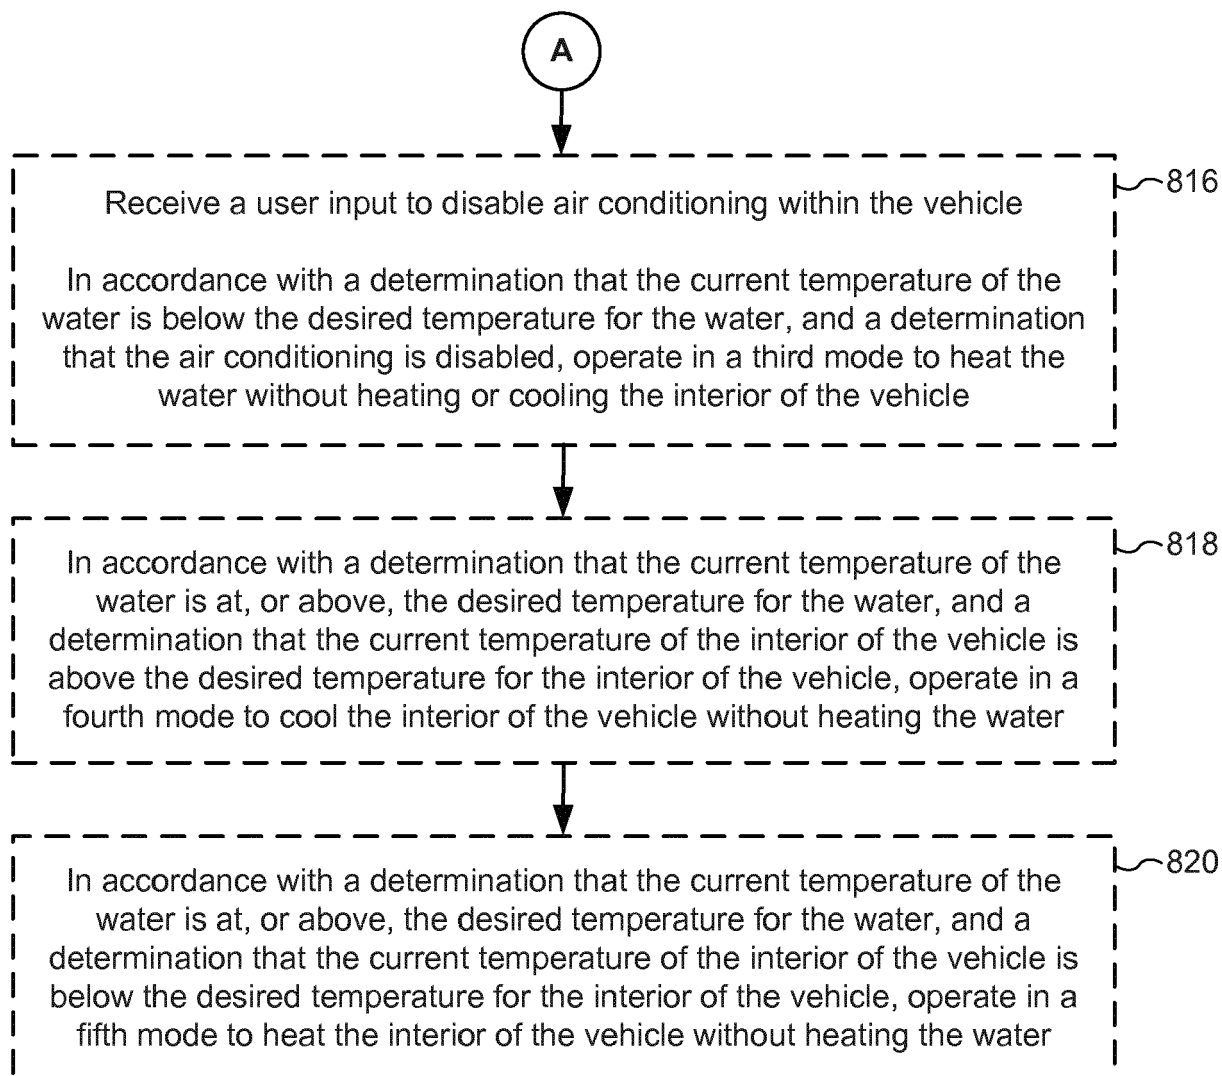 A
816
Receive a user input to disable air conditioning within the vehicle
In accordance with a determination that the current temperature of the
water is below the desired temperature for the water, and a determination
that the air conditioning is disabled, operate in a third mode to heat the
water without heating or cooling the interior of the vehicle
818
In accordance with a determination that the current temperature of the
water is at, or above, the desired temperature for the water, and a
determination that the current temperature of the interior of the vehicle is
above the desired temperature for the interior of the vehicle, operate in a
fourth mode to cool the interior of the vehicle without heating the water
820
In accordance with a determination that the current temperature of the
water is at, or above, the desired temperature for the water, and a
determination that the current temperature of the interior of the vehicle is
below the desired temperature for the interior of the vehicle, operate in a
fifth mode to heat the interior of the vehicle without heating the water